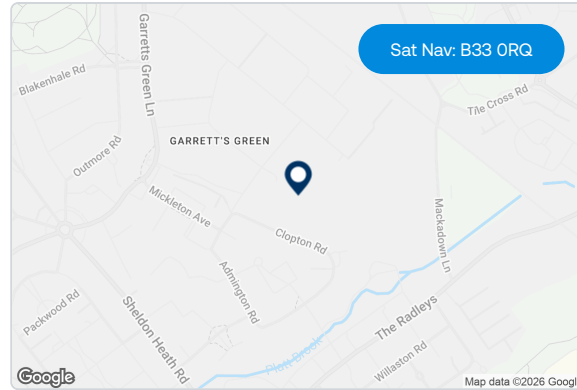 Sat Nav: B33 0RQ
Garretts Green Ln
Blakenhale Rd
Tile Cross Rd
GARRETT'S GREEN
Outmore Rd
Mickleton Ave
Mackadown Ln
Clopton Rd
Admington Rd
Packwood Rd
Sheldon Heath Rd
The Radleys
Platt Brook
Willaston Rd
Google
Map data ©2026 Googl